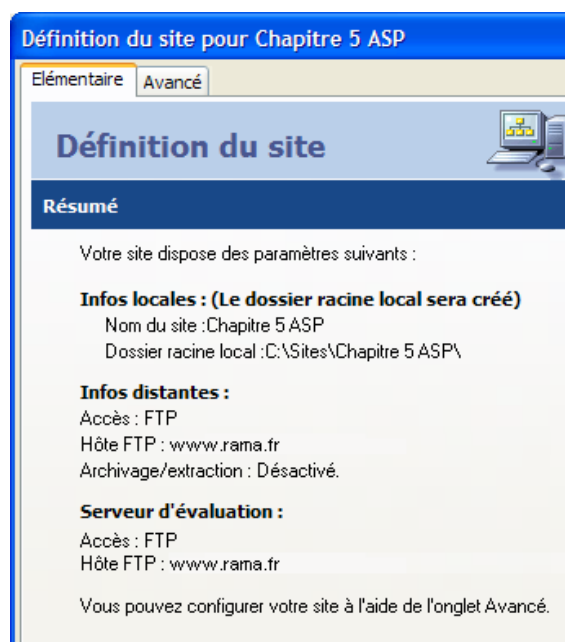 Définition du site pour Chapitre 5 ASP
Elémentaire Avancé
Définition du site
Résumé
Votre site dispose des paramètres suivants :
Infos locales : (Le dossier racine local sera créé)
Nom du site :Chapitre 5 ASP
Dossier racine local :C:\Sites\Chapitre 5 ASP\
Infos distantes :
Accès : FTP
Hôte FTP : www.rama.fr
Archivage/extraction : Désactivé.
Serveur d'évaluation :
Accès : FTP
Hôte FTP : www.rama.fr
Vous pouvez configurer votre site à l'aide de l'onglet Avancé.